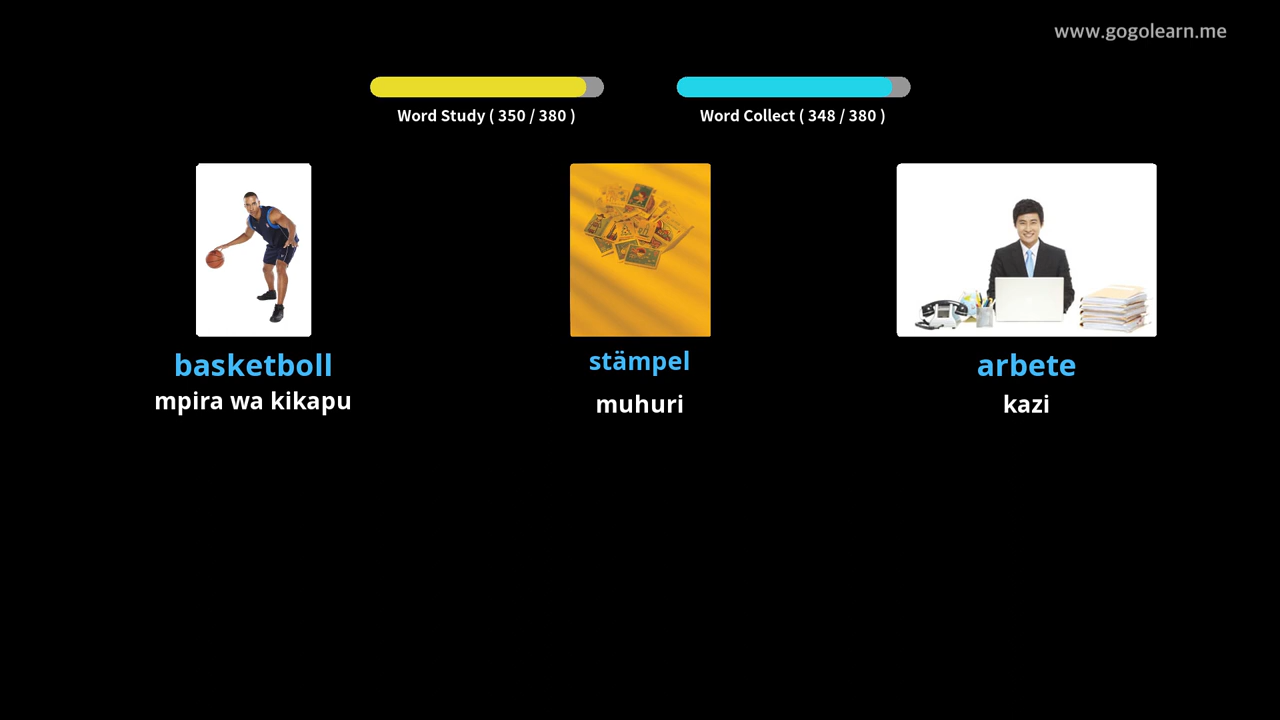 www.gogolearn.me
Word Study ( 350 / 380 )
Word Collect ( 348 / 380 )
basketboll
mpira wa kikapu
stämpel
muhuri
arbete
kazi